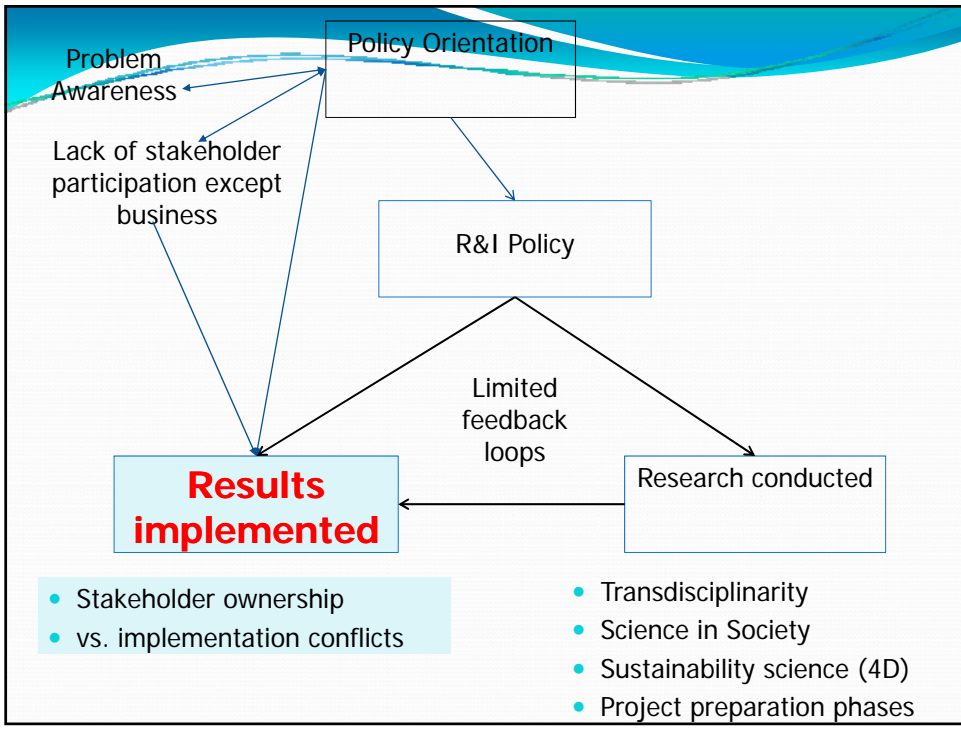 Policy Orientation
Problem
Awareness
Lack of stakeholder
participation except
business
R&I Policy
Limited
feedback
loops
Results
implemented
Research conducted
• Stakeholder ownership
• vs. implementation conflicts
• Transdisciplinarity
• Science in Society
• Sustainability science (4D)
• Project preparation phases